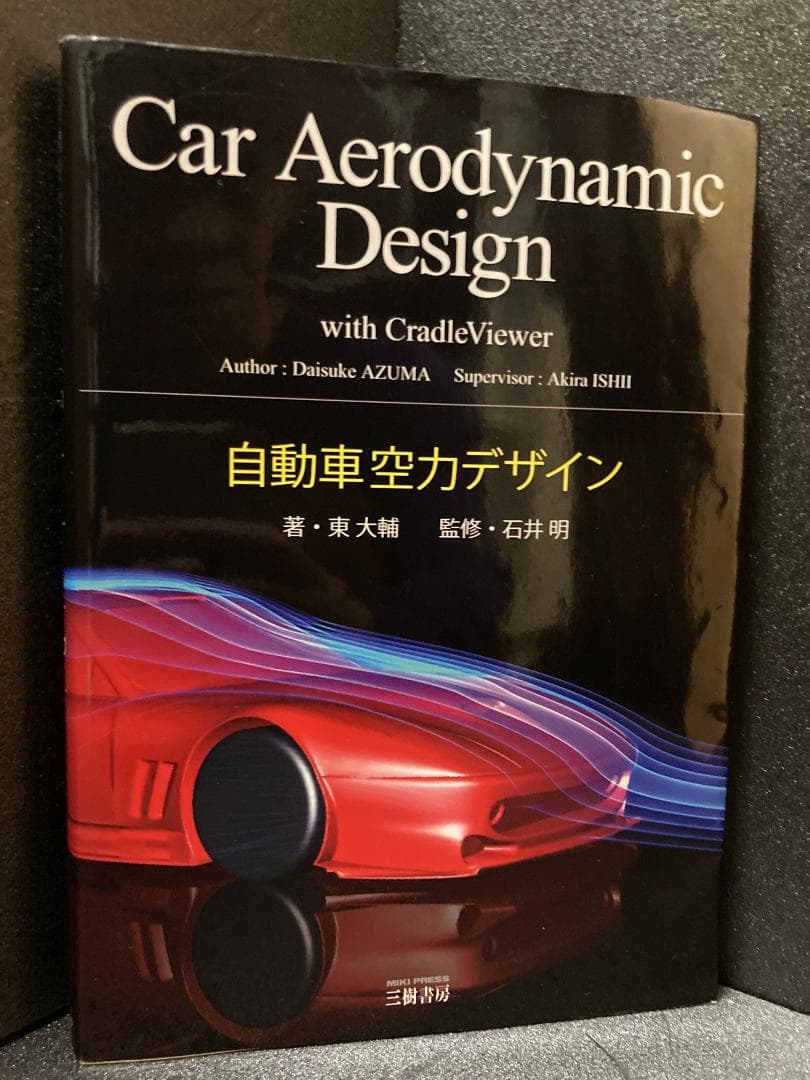 Car Aerodynamic
Design
with CradleViewer
Author : Daisuke AZUMA Supervisor : Akira ISHII
自動車空力デザイン
著・東 大輔 監修・石井 明
MIKI PRESS
三樹書房